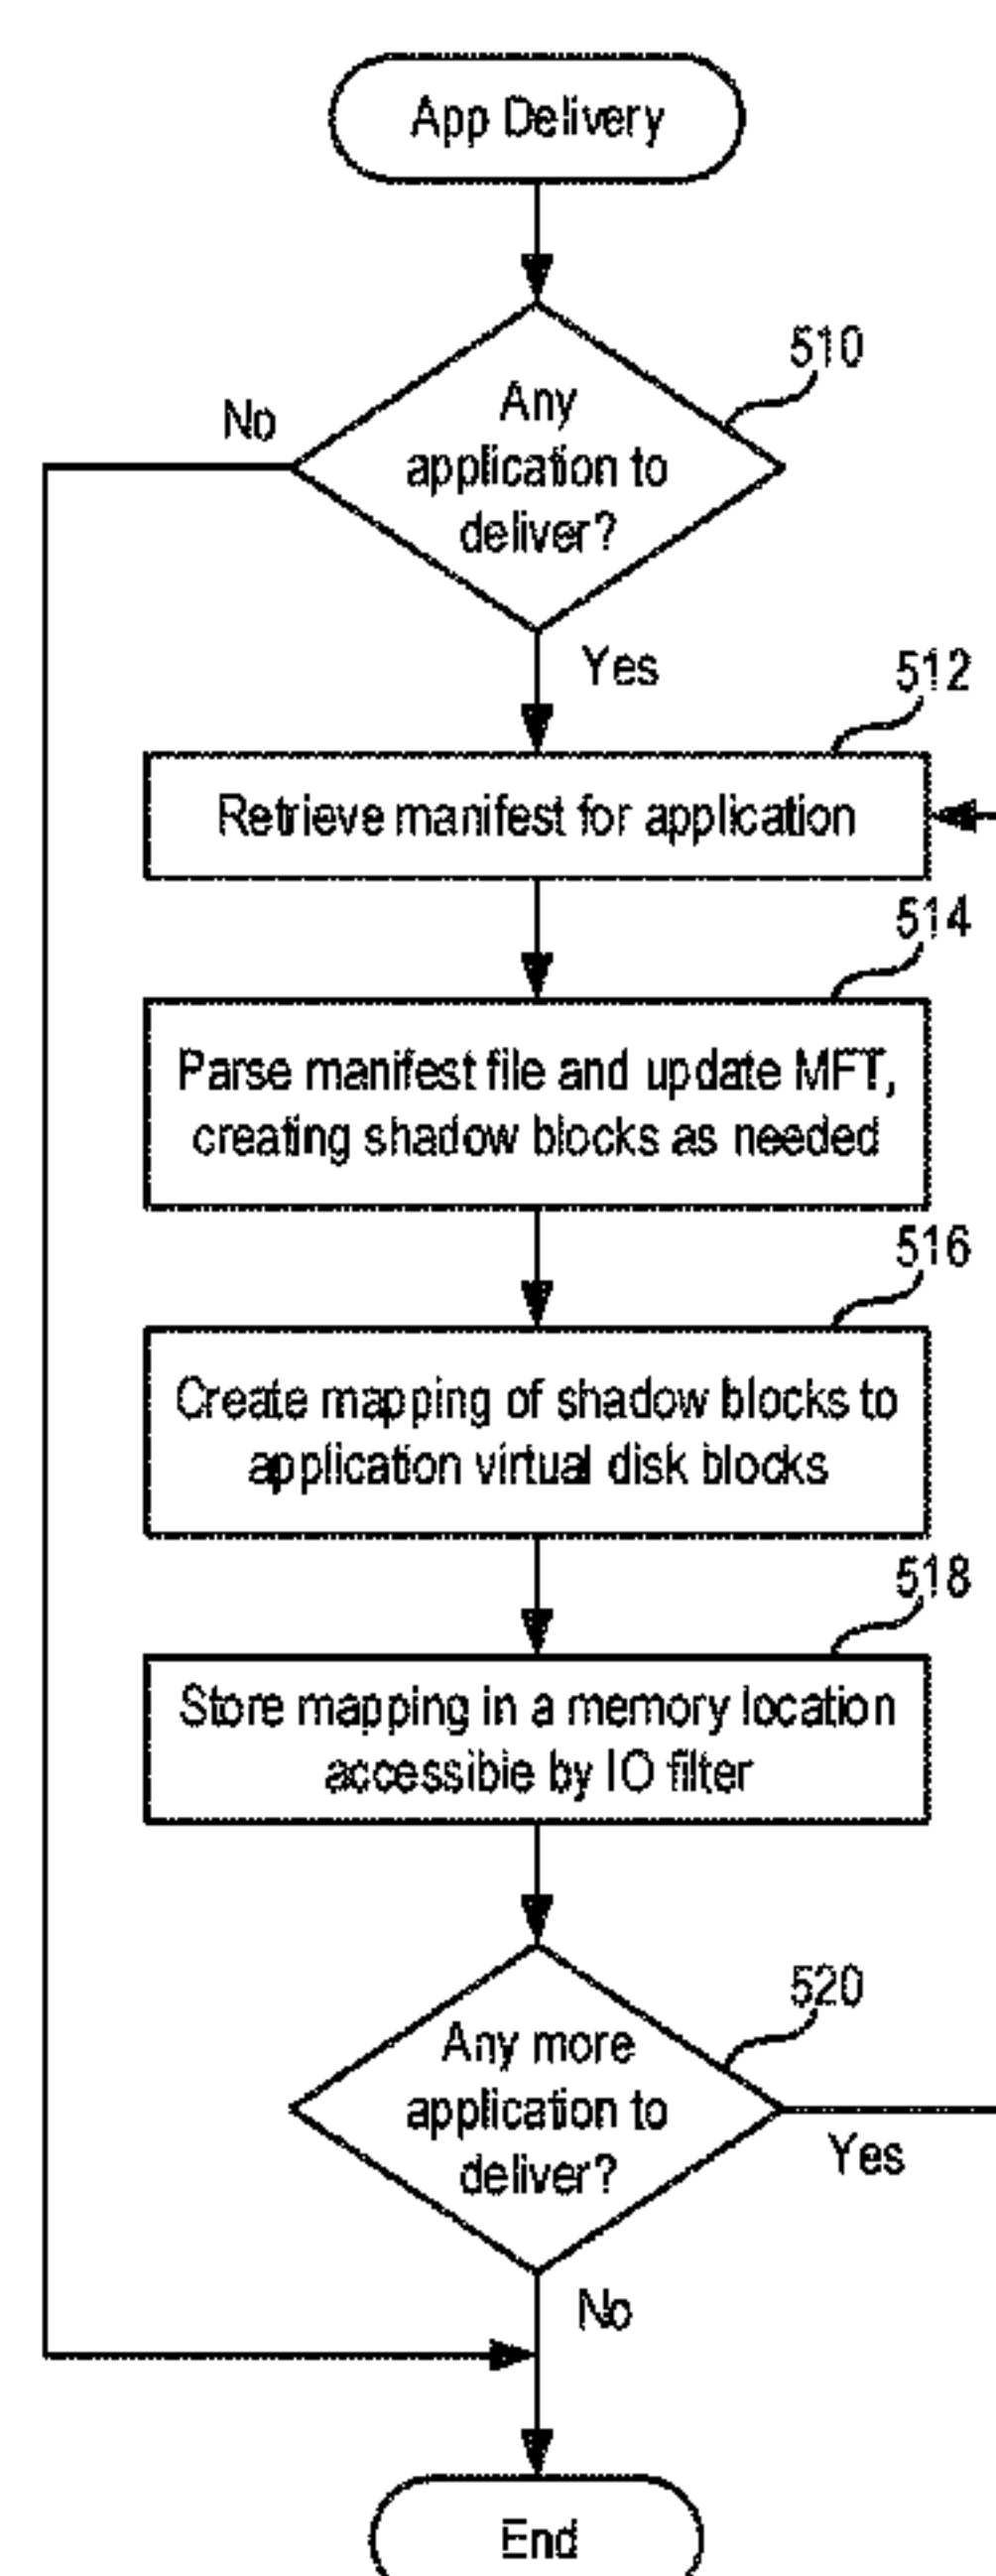 App Delivery
510
No
Any
application to
deliver?
Yes
512
Retrieve manifest for application
514
Parse manifest file and update MFT,
creating shadow blocks as needed
516
Create mapping of shadow blocks to
application virtual disk blocks
518
Store mapping in a memory location
accessible by IO filter
520
Any more
application to
deliver?
Yes
No
End